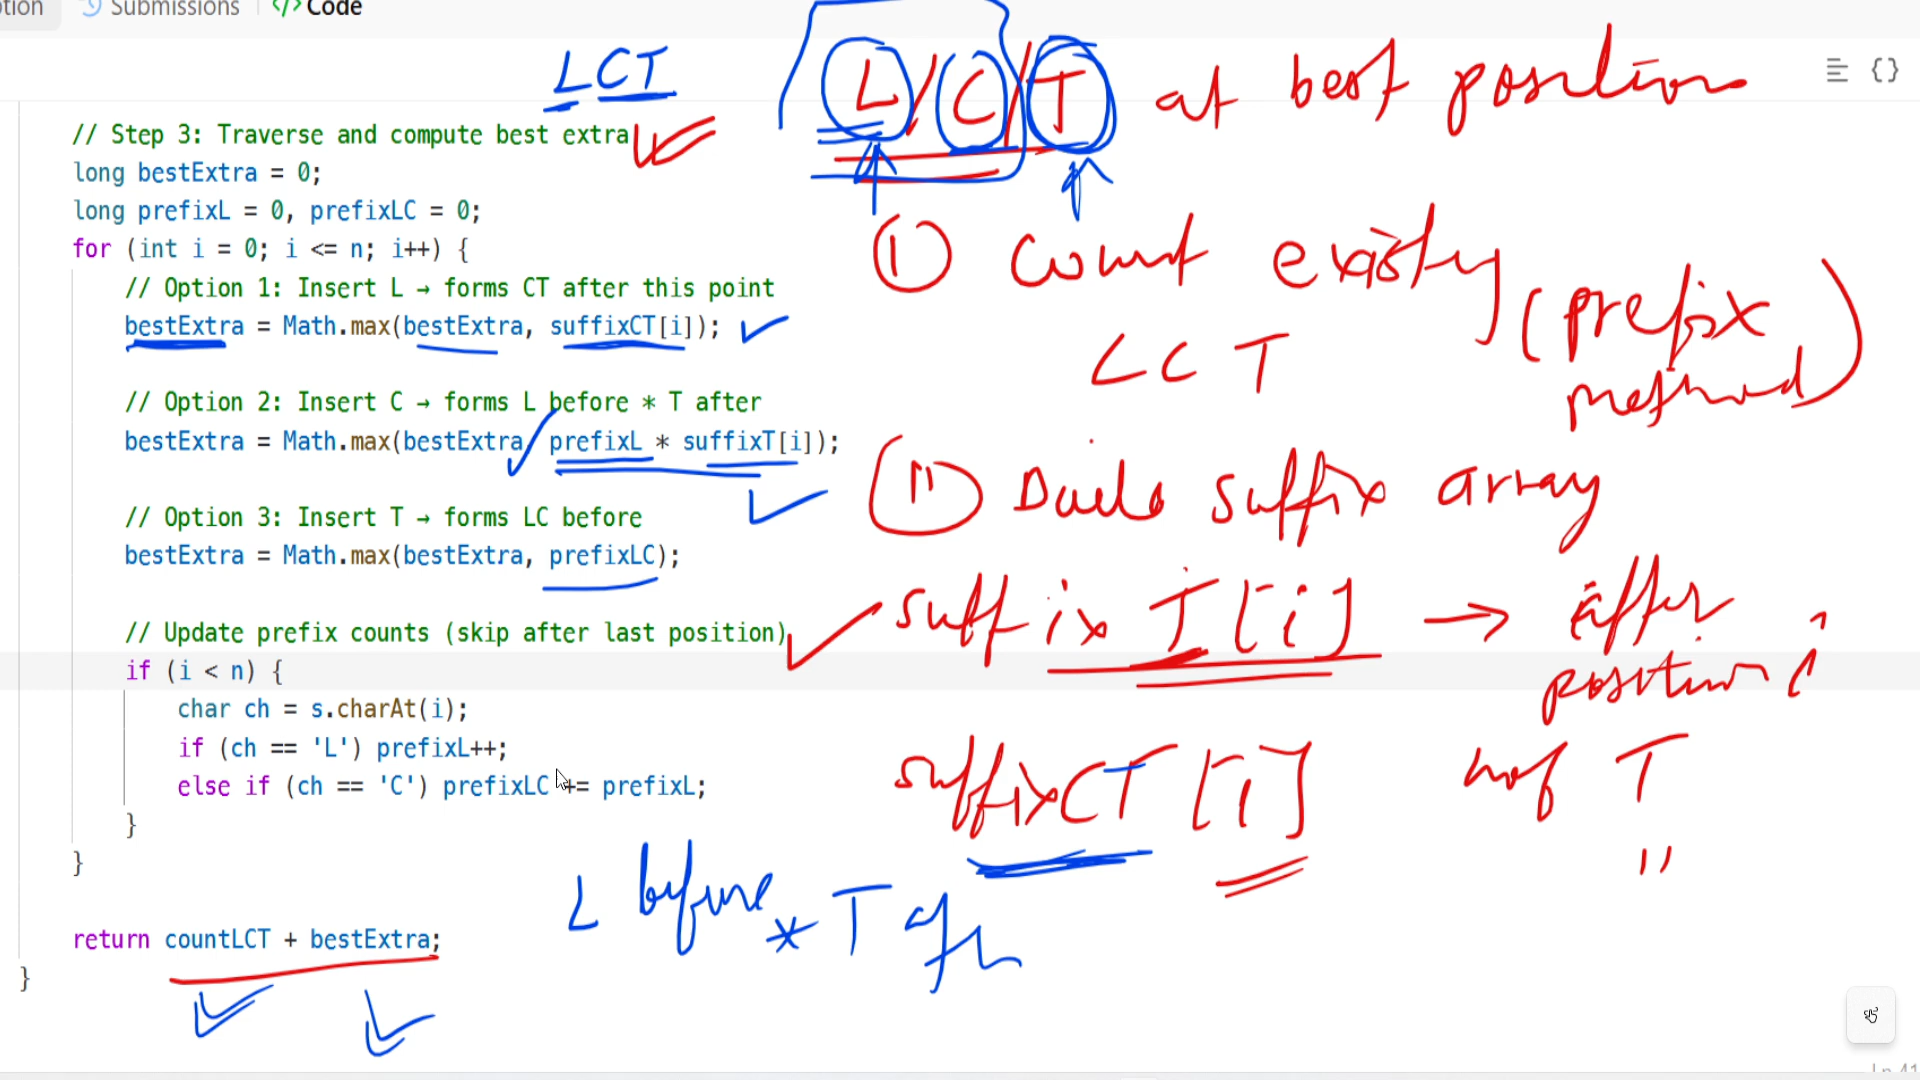 ption Submissions </> Code
// Step 3: Traverse and compute best extra
long bestExtra = 0;
long prefixL = 0, prefixLC = 0;
for (int i = 0; i <= n; i++) {
// Option 1: Insert L → forms CT after this point
bestExtra = Math.max(bestExtra, suffixCT[i]);
// Option 2: Insert C → forms L before * T after
bestExtra = Math.max(bestExtra, prefixL * suffixT[i]);
// Option 3: Insert T → forms LC before
bestExtra = Math.max(bestExtra, prefixLC);
// Update prefix counts (skip after last position)
if (i < n) {
char ch = s.charAt(i);
if (ch == 'L') prefixL++;
else if (ch == 'C') prefixLC += prefixL;
}
}
return countLCT + bestExtra;
}
LCT
L/C/T at best position
(1) Count existing
LCT
(prefix
method)
(11) Build suffix array
suffix T[i] → after
position i
suffixCT[i]
no of T
"
L before * T
{}
Ln 41